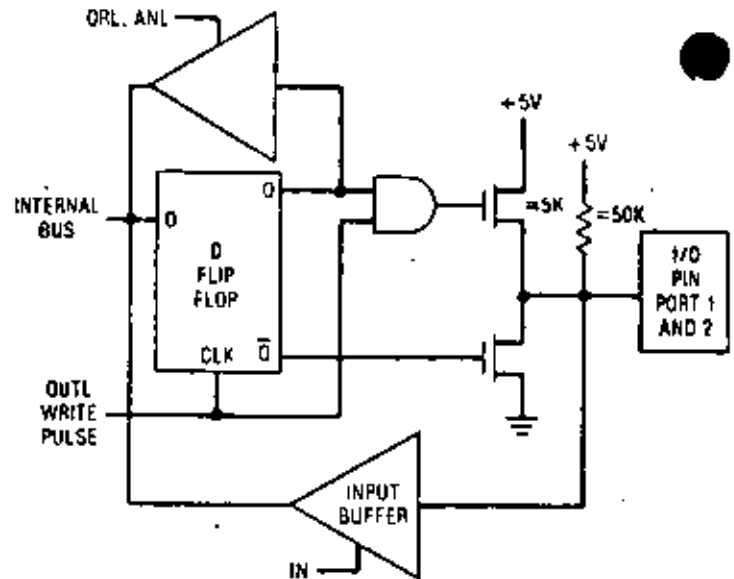 ORL. ANL
+5V
+5V
INTERNAL
BUS
D
Q
=5K
=50K
D
FLIP
FLOP
I/O
PIN
PORT 1
AND 2
CLK
Q̅
OUTL
WRITE
PULSE
INPUT
BUFFER
IN